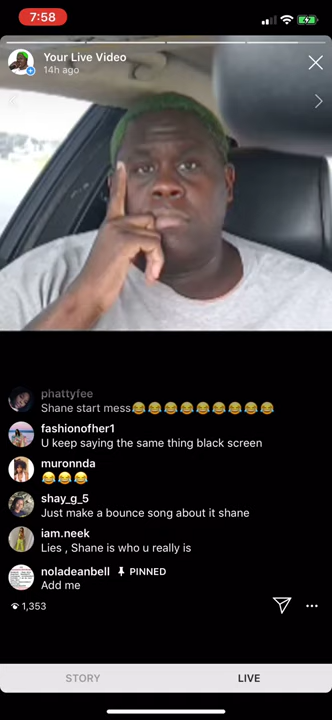 7:58
Your Live Video
14h ago
phattyfee
Shane start mess😂😂😂😂😂😂😂😂😂
fashionofher1
U keep saying the same thing black screen
muronnda
😂😂😂
shay_g_5
Just make a bounce song about it shane
iam.neek
Lies , Shane is who u really is
noladeanbell PINNED
Add me
1,353
STORY LIVE